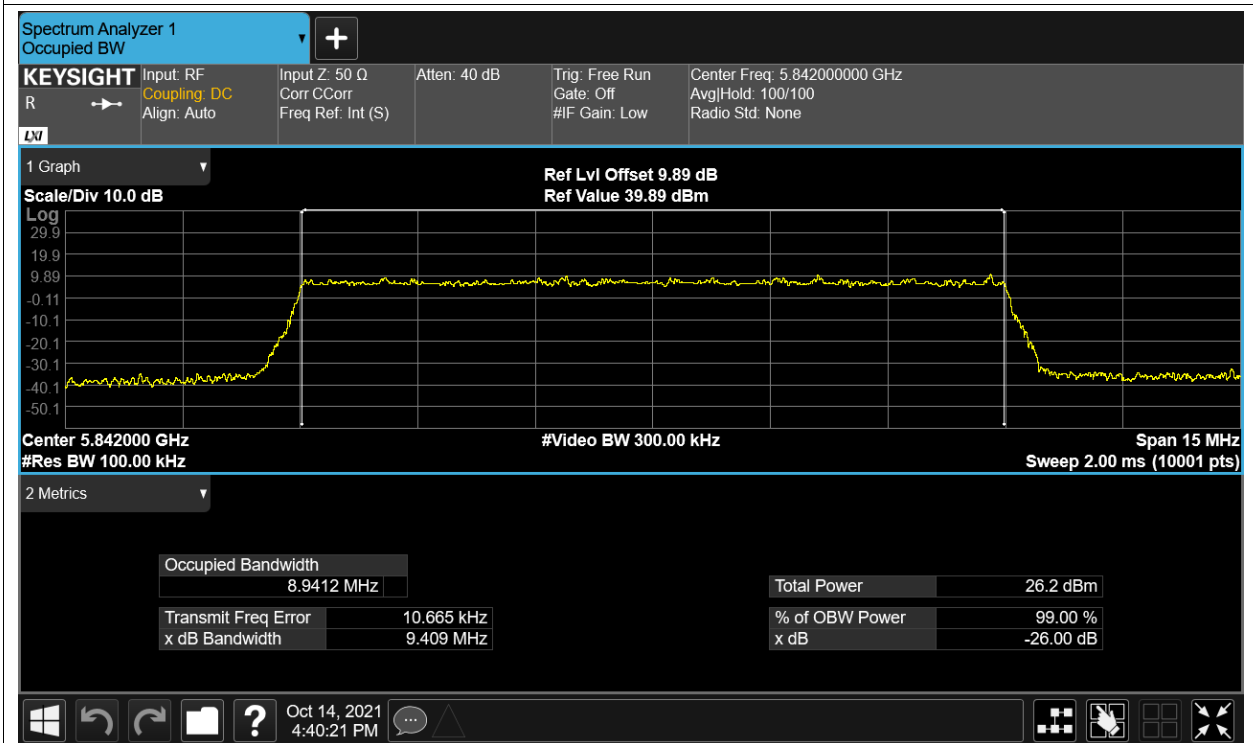 Spectrum Analyzer 1
Occupied BW
KEYSIGHT
R
LXI
Input: RF
Coupling: DC
Align: Auto
Input Z: 50 Ω
Corr CCorr
Freq Ref: Int (S)
Atten: 40 dB
Trig: Free Run
Gate: Off
#IF Gain: Low
Center Freq: 5.842000000 GHz
Avg|Hold: 100/100
Radio Std: None
1 Graph
Scale/Div 10.0 dB
Ref Lvl Offset 9.89 dB
Ref Value 39.89 dBm
Log
29.9
19.9
9.89
-0.11
-10.1
-20.1
-30.1
-40.1
-50.1
Center 5.842000 GHz
#Res BW 100.00 kHz
#Video BW 300.00 kHz
Span 15 MHz
Sweep 2.00 ms (10001 pts)
2 Metrics
Occupied Bandwidth
8.9412 MHz
Transmit Freq Error 10.665 kHz
x dB Bandwidth 9.409 MHz
Total Power 26.2 dBm
% of OBW Power 99.00 %
x dB -26.00 dB
Oct 14, 2021
4:40:21 PM